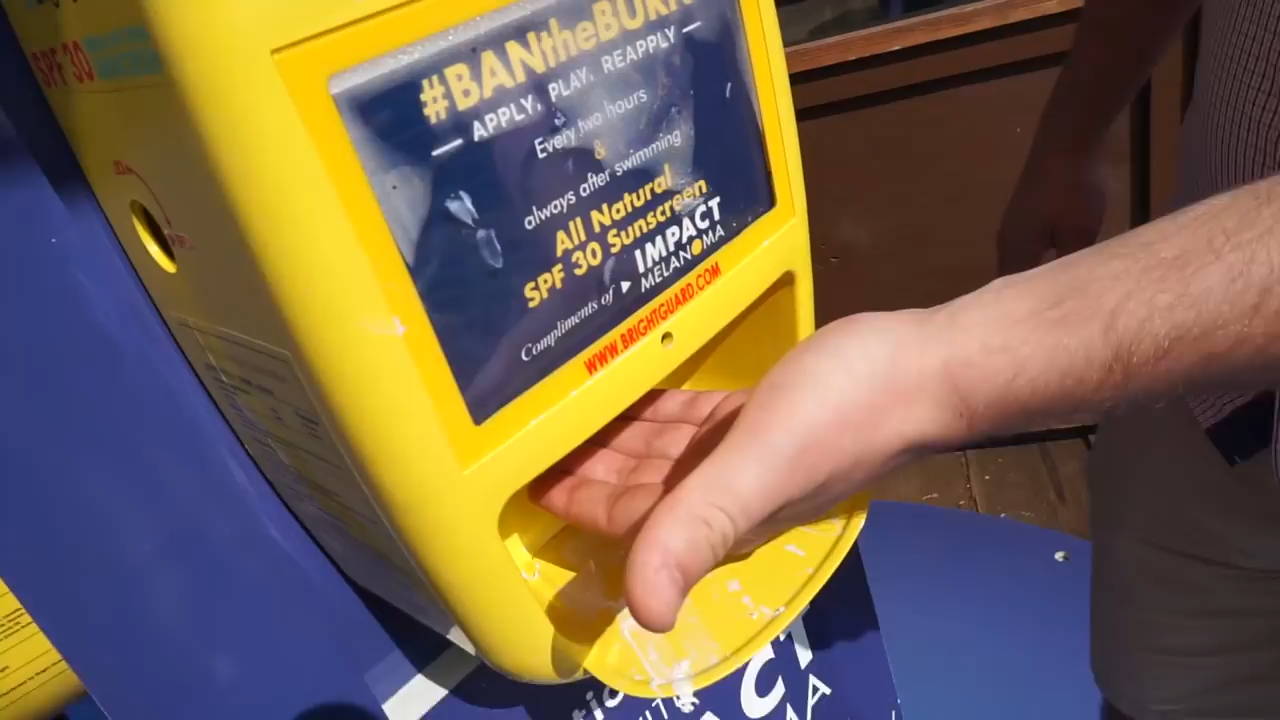 SPF 30
#BANtheBURN
APPLY, PLAY, REAPPLY
Every two hours
&
always after swimming
All Natural
SPF 30 Sunscreen
Compliments of
IMPACT
MELANOMA
WWW.BRIGHTGUARD.COM